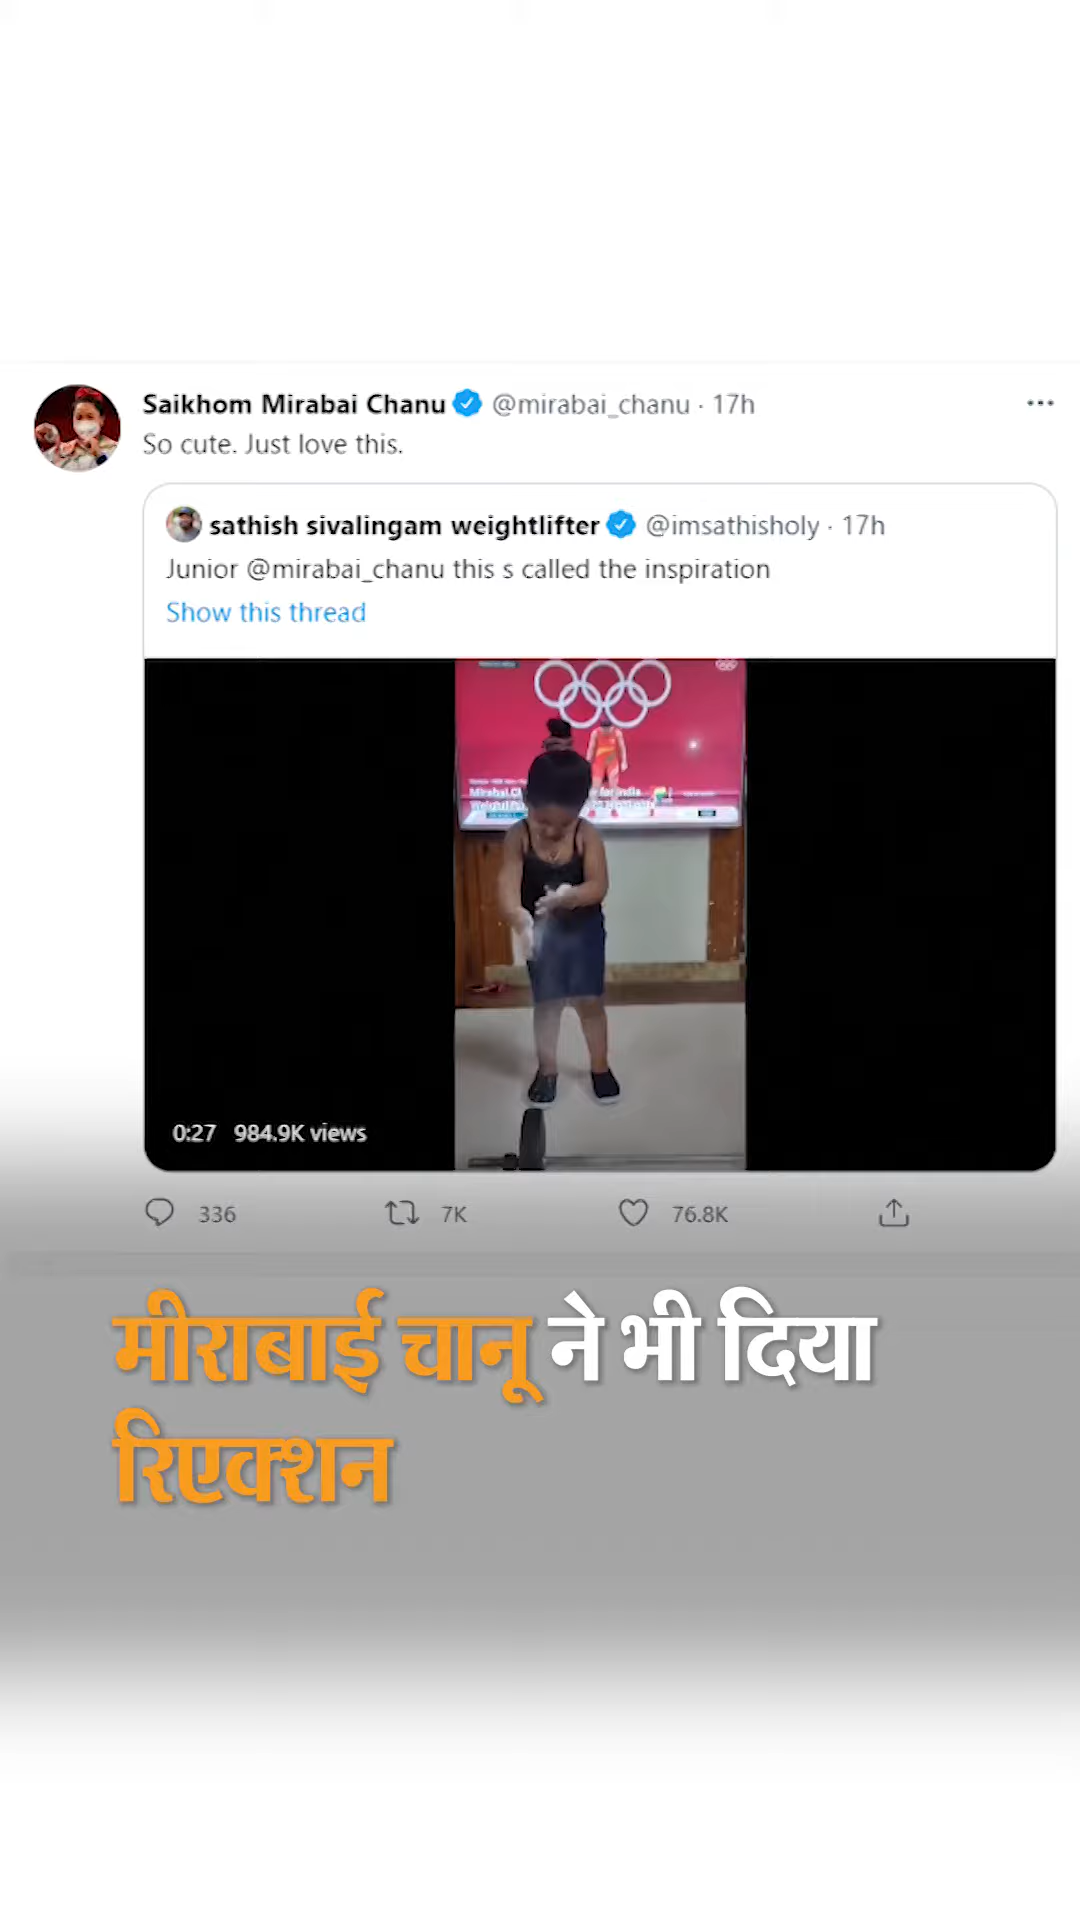 Saikhom Mirabai Chanu @mirabai_chanu · 17h
So cute. Just love this.
sathish sivalingam weightlifter @imsathisholy · 17h
Junior @mirabai_chanu this s called the inspiration
Show this thread
0:27 984.9K views
336 7K 76.8K
मीराबाई चानू ने भी दिया
रिएक्शन